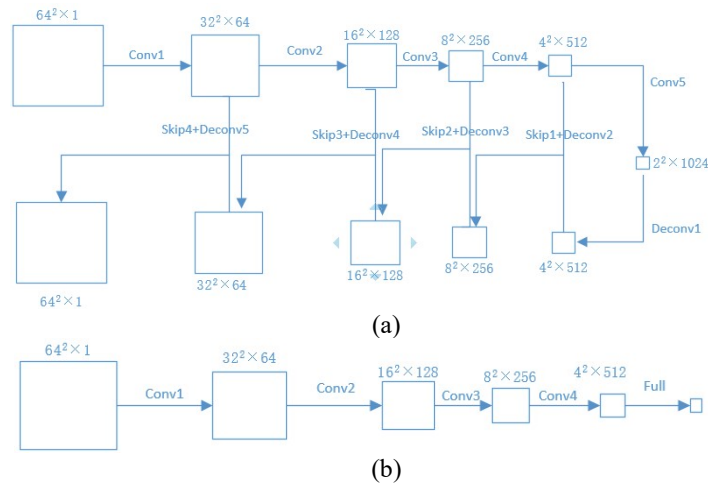 64²×1
32²×64
16²×128
8²×256
4²×512
Conv1
Conv2
Conv3
Conv4
Conv5
Skip4+Deconv5
Skip3+Deconv4
Skip2+Deconv3
Skip1+Deconv2
2²×1024
Deconv1
64²×1
32²×64
16²×128
8²×256
4²×512
(a)
64²×1
32²×64
16²×128
8²×256
4²×512
Conv1
Conv2
Conv3
Conv4
Full
(b)